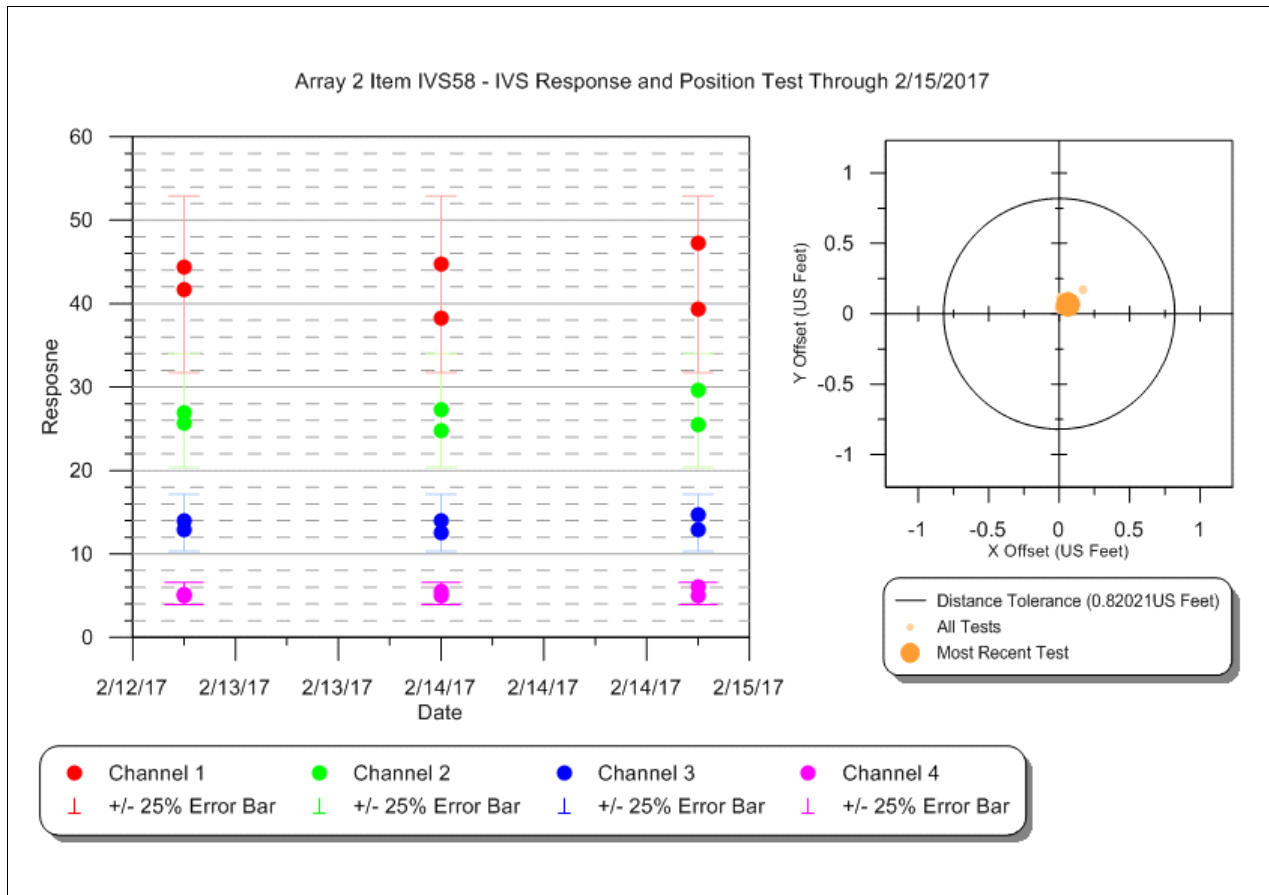 Array 2 Item IVS58 - IVS Response and Position Test Through 2/15/2017
60
50
40
30
20
10
0
Resposne
2/12/17 2/13/17 2/13/17 2/14/17 2/14/17 2/14/17 2/15/17
Date
1
0.5
0
-0.5
-1
Y Offset (US Feet)
-1 -0.5 0 0.5 1
X Offset (US Feet)
Distance Tolerance (0.82021US Feet)
All Tests
Most Recent Test
Channel 1 Channel 2 Channel 3 Channel 4
+/- 25% Error Bar +/- 25% Error Bar +/- 25% Error Bar +/- 25% Error Bar